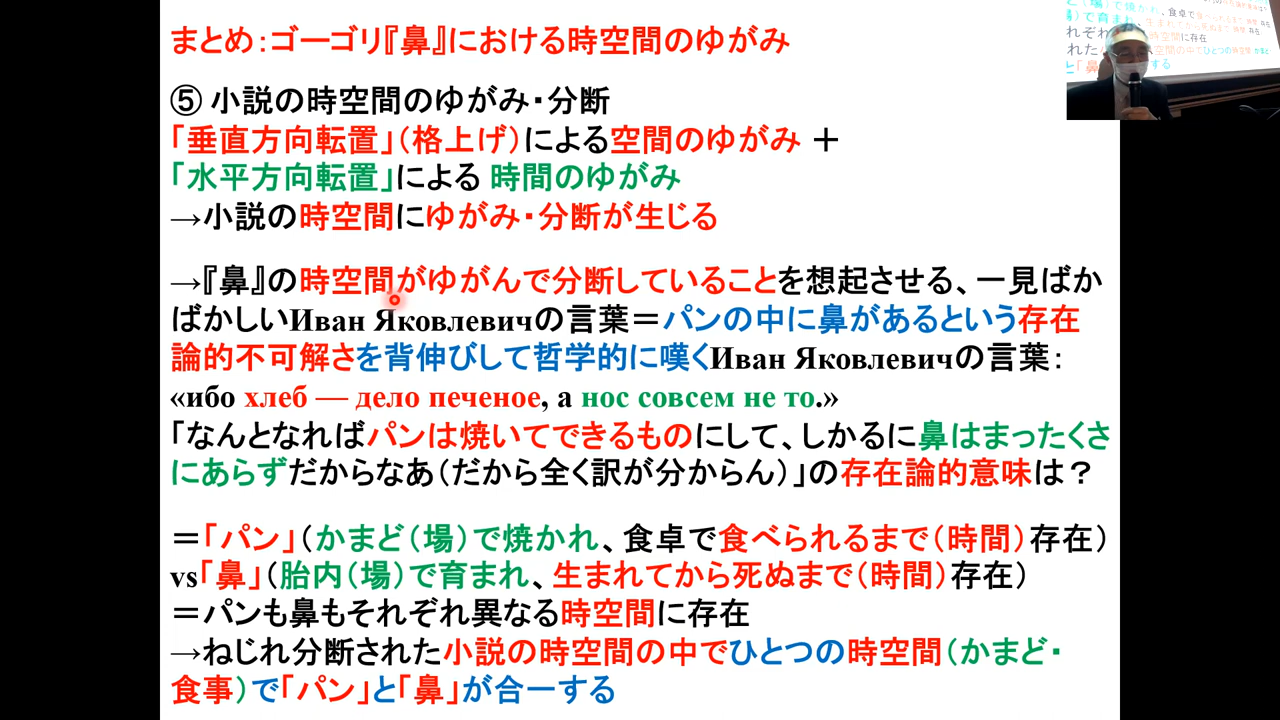 まとめ：ゴーゴリ『鼻』における時空間のゆがみ
⑤ 小説の時空間のゆがみ・分断
「垂直方向転置」（格上げ）による空間のゆがみ ＋
「水平方向転置」による 時間のゆがみ
→小説の時空間にゆがみ・分断が生じる
→『鼻』の時空間がゆがんで分断していることを想起させる、一見ばか
ばかしいИван Яковлевичの言葉＝パンの中に鼻があるという存在
論的不可解さを背伸びして哲学的に嘆くИван Яковлевичの言葉：
«ибо хлеб — дело печеное, а нос совсем не то.»
「なんとなればパンは焼いてできるものにして、しかるに鼻はまったくさ
にあらずだからなあ（だから全く訳が分からん）」の存在論的意味は？
＝「パン」（かまど（場）で焼かれ、食卓で食べられるまで（時間）存在）
vs「鼻」（胎内（場）で育まれ、生まれてから死ぬまで（時間）存在）
＝パンも鼻もそれぞれ異なる時空間に存在
→ねじれ分断された小説の時空間の中でひとつの時空間（かまど・
食事）で「パン」と「鼻」が合一する